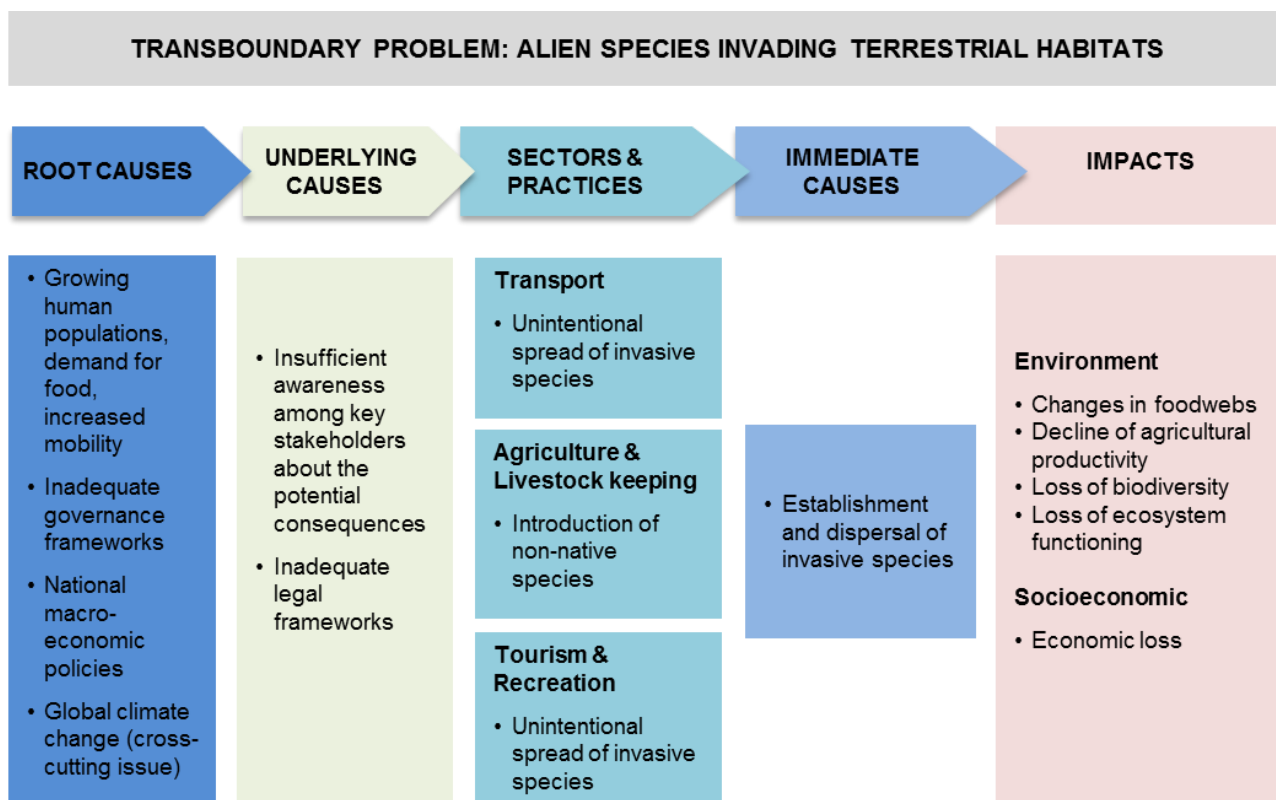 TRANSBOUNDARY PROBLEM: ALIEN SPECIES INVADING TERRESTRIAL HABITATS
ROOT CAUSES
UNDERLYING
CAUSES
SECTORS &
PRACTICES
IMMEDIATE
CAUSES
IMPACTS
• Growing
human
populations,
demand for
food,
increased
mobility
• Inadequate
governance
frameworks
• National
macro-
economic
policies
• Global climate
change (cross-
cutting issue)
• Insufficient
awareness
among key
stakeholders
about the
potential
consequences
• Inadequate
legal
frameworks
Transport
• Unintentional
spread of invasive
species
Agriculture &
Livestock keeping
• Introduction of
non-native
species
Tourism &
Recreation
• Unintentional
spread of invasive
species
• Establishment
and dispersal of
invasive species
Environment
• Changes in foodwebs
• Decline of agricultural
productivity
• Loss of biodiversity
• Loss of ecosystem
functioning
Socioeconomic
• Economic loss